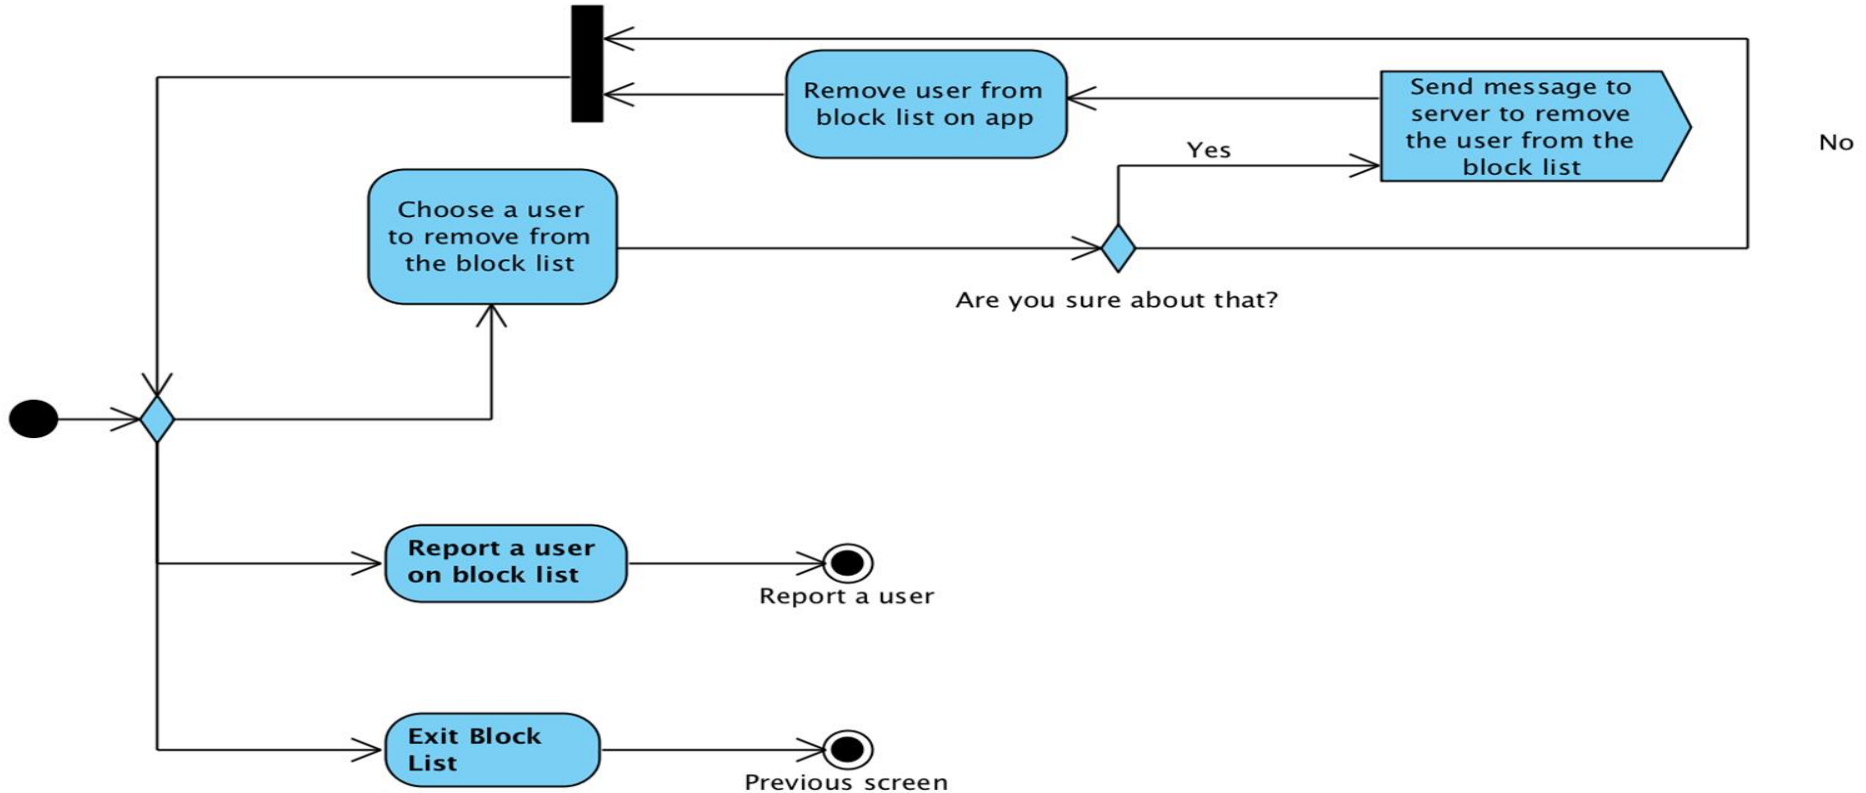 Remove user from
block list on app
Send message to
server to remove
the user from the
block list
No
Yes
Choose a user
to remove from
the block list
Are you sure about that?
Report a user
on block list
Report a user
Exit Block
List
Previous screen